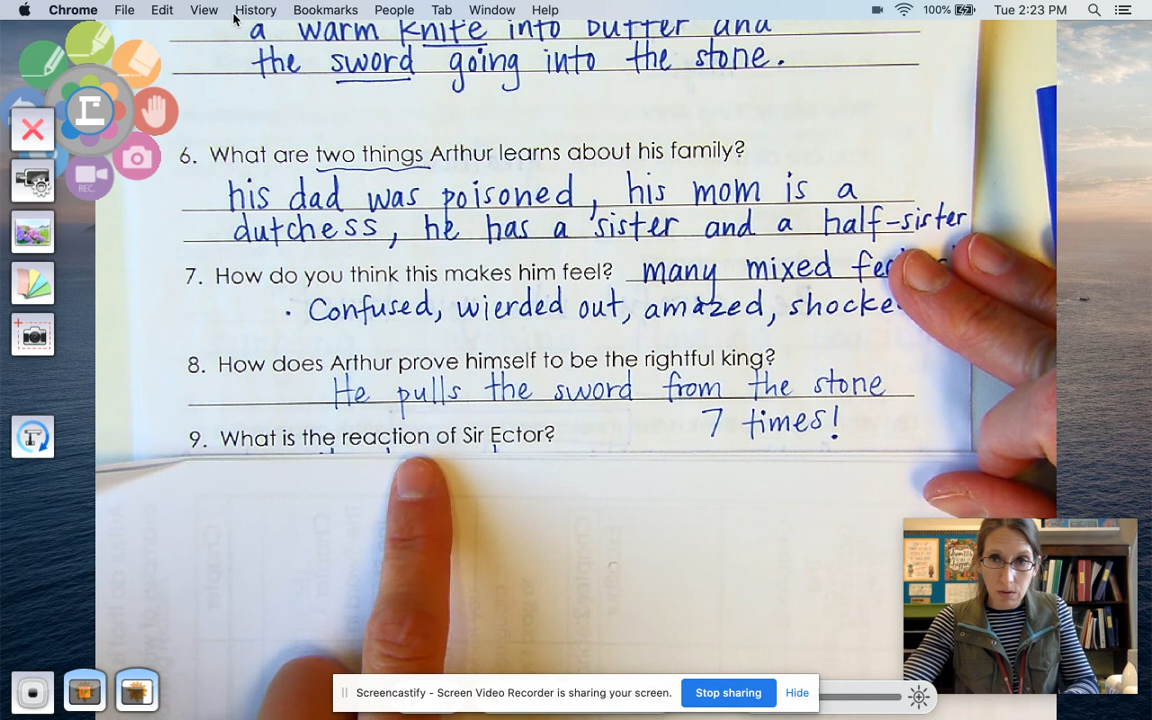 Chrome File Edit View History Bookmarks People Tab Window Help 100% Tue 2:23 PM
a warm knife into butter and
the sword going into the stone.
6. What are two things Arthur learns about his family?
his dad was poisoned, his mom is a
dutchess, he has a sister and a half-sister
7. How do you think this makes him feel? many mixed
· Confused, wierded out, amazed,
8. How does Arthur prove himself to be the rightful king?
He pulls the sword from the stone
7 times!
9. What is the reaction of Sir Ector?
REC.
Screencastify - Screen Video Recorder is sharing your screen. Stop sharing Hide